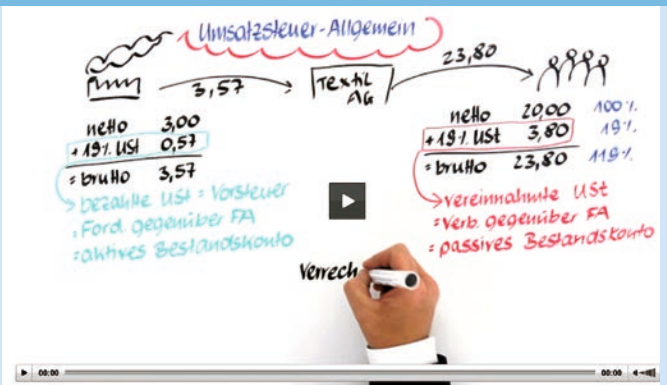 Umsatzsteuer-Allgemein
3,57
Textil
AG
23,80
netto 3,00
+ 19% USt 0,57
= brutto 3,57
bezahlte USt = Vorsteuer
= Ford. gegenüber FA
= aktives Bestandskonto
netto 20,00 100%
+ 19% USt 3,80 19%
= brutto 23,80 119%
vereinnahmte USt
= Verb. gegenüber FA
= passives Bestandskonto
Verrech
00:00 00:00